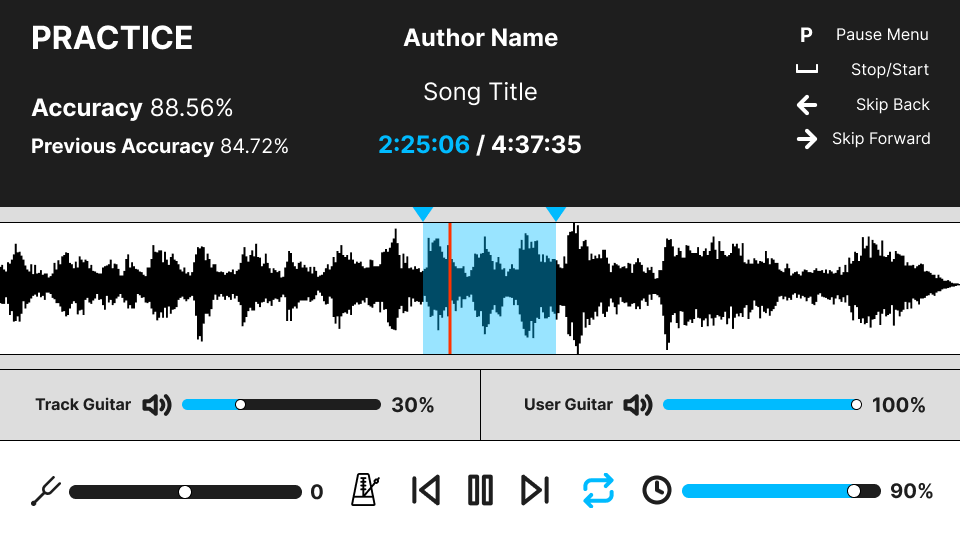 PRACTICE
Accuracy 88.56%
Previous Accuracy 84.72%
Author Name
Song Title
2:25:06 / 4:37:35
P Pause Menu
Stop/Start
Skip Back
Skip Forward
Track Guitar 30%
User Guitar 100%
0
90%